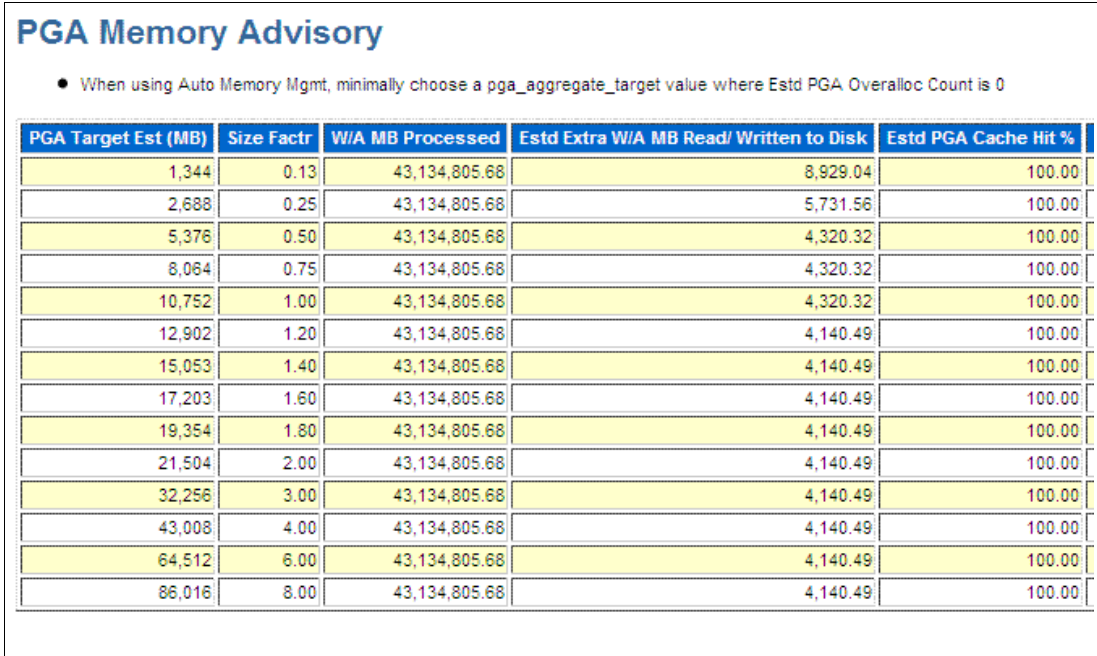 PGA Memory Advisory
● When using Auto Memory Mgmt, minimally choose a pga_aggregate_target value where Estd PGA Overalloc Count is 0
PGA Target Est (MB) Size Factr W/A MB Processed Estd Extra W/A MB Read/ Written to Disk Estd PGA Cache Hit %
1,344 0.13 43,134,805.68 8,929.04 100.00
2,688 0.25 43,134,805.68 5,731.56 100.00
5,376 0.50 43,134,805.68 4,320.32 100.00
8,064 0.75 43,134,805.68 4,320.32 100.00
10,752 1.00 43,134,805.68 4,320.32 100.00
12,902 1.20 43,134,805.68 4,140.49 100.00
15,053 1.40 43,134,805.68 4,140.49 100.00
17,203 1.60 43,134,805.68 4,140.49 100.00
19,354 1.80 43,134,805.68 4,140.49 100.00
21,504 2.00 43,134,805.68 4,140.49 100.00
32,256 3.00 43,134,805.68 4,140.49 100.00
43,008 4.00 43,134,805.68 4,140.49 100.00
64,512 6.00 43,134,805.68 4,140.49 100.00
86,016 8.00 43,134,805.68 4,140.49 100.00